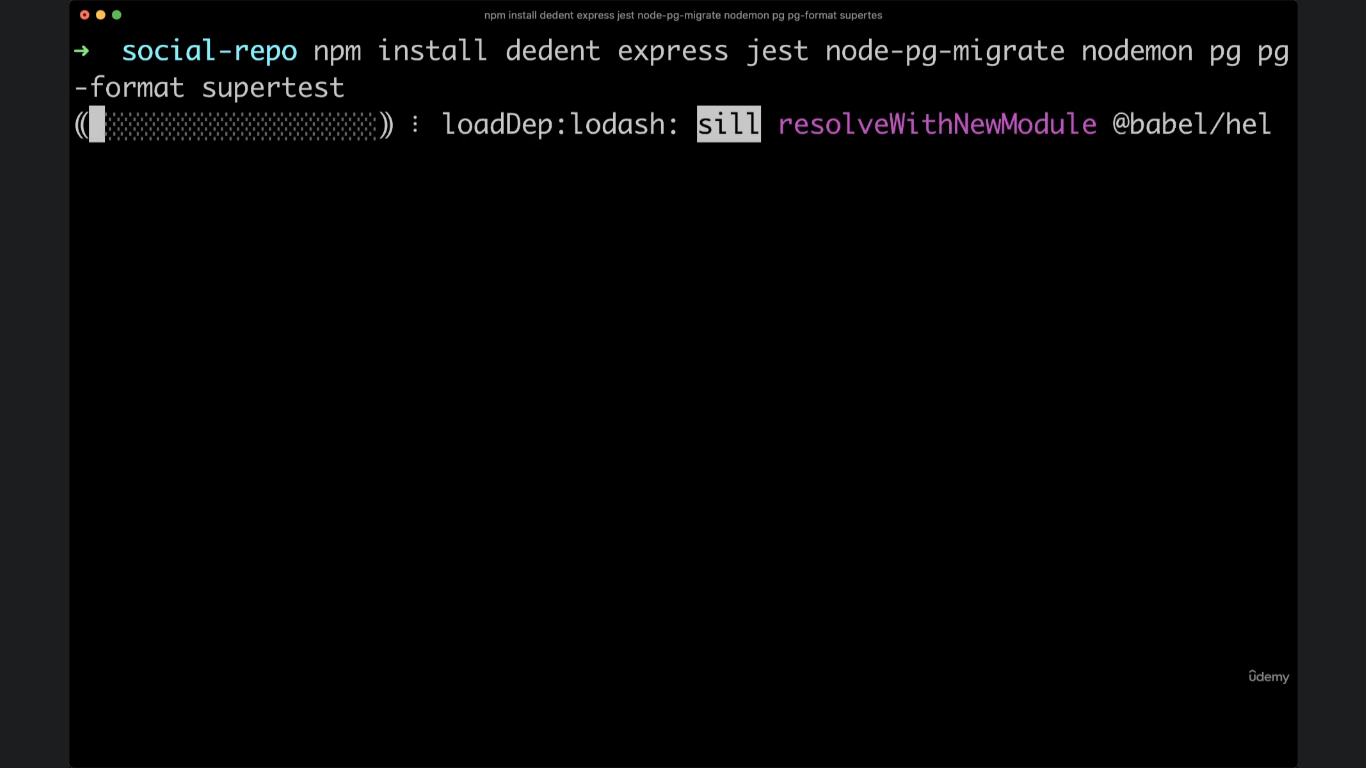 npm install dedent express jest node-pg-migrate nodemon pg pg-format supertes
➜ social-repo npm install dedent express jest node-pg-migrate nodemon pg pg
-format supertest
((█░░░░░░░░░░░░░░░░░)) ⠇ loadDep:lodash: sill resolveWithNewModule @babel/hel
ûdemy